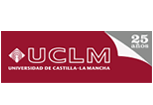 UCLM
UNIVERSIDAD DE CASTILLA-LA MANCHA
25
años